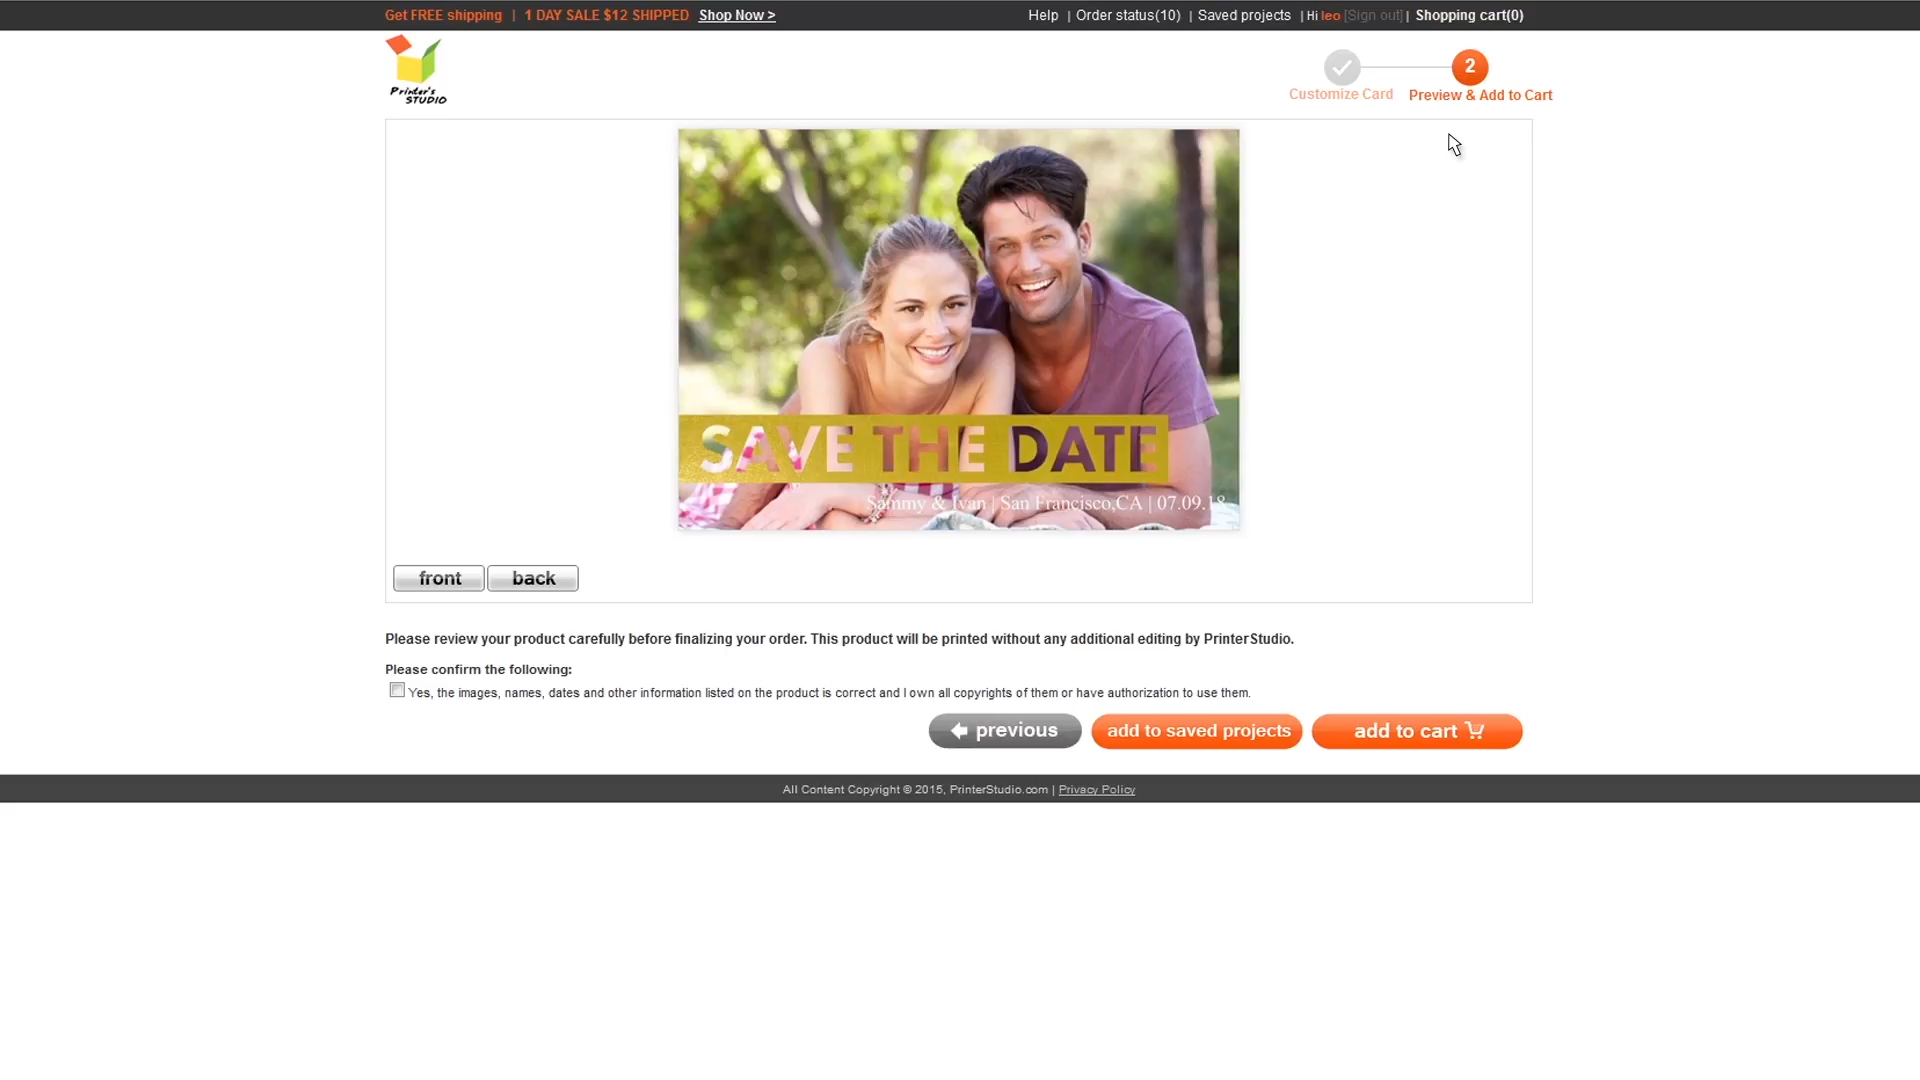 Get FREE shipping | 1 DAY SALE $12 SHIPPED Shop Now >
Help | Order status(10) | Saved projects | Hi leo [Sign out] | Shopping cart(0)
Printer's
STUDIO
2
Customize Card
Preview & Add to Cart
SAVE THE DATE
Sammy & Ivan | San Francisco,CA | 07.09.18
front
back
Please review your product carefully before finalizing your order. This product will be printed without any additional editing by PrinterStudio.
Please confirm the following:
Yes, the images, names, dates and other information listed on the product is correct and I own all copyrights of them or have authorization to use them.
previous
add to saved projects
add to cart
All Content Copyright © 2015, PrinterStudio.com | Privacy Policy